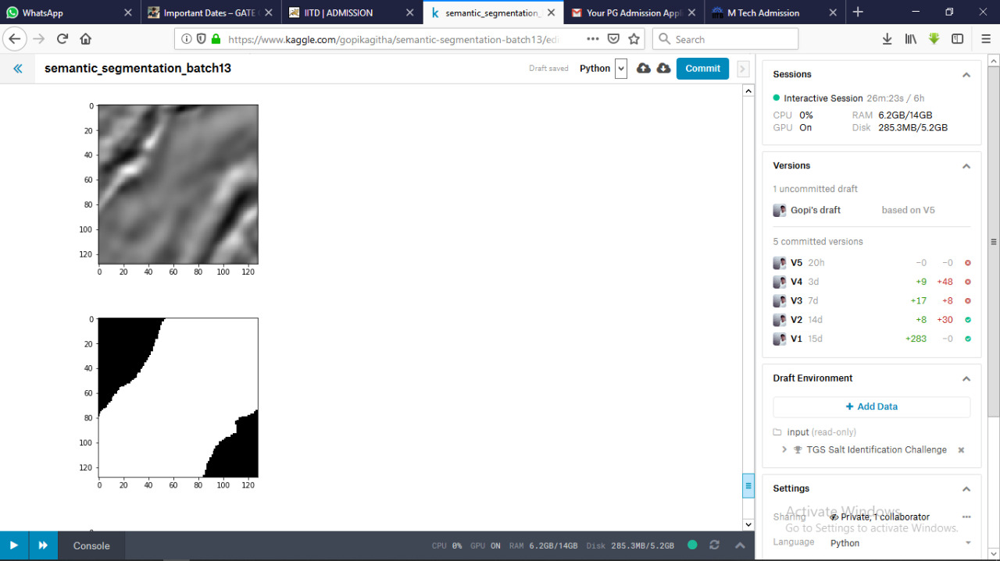 WhatsApp
Important Dates – GATE
IITD | ADMISSION
semantic_segmentation_
Your PG Admission Appl
M Tech Admission
https://www.kaggle.com/gopikagitha/semantic-segmentation-batch13/edi
Search
semantic_segmentation_batch13
Draft saved
Python
Commit
0
20
40
60
80
100
120
0 20 40 60 80 100 120
0
20
40
60
80
100
120
0 20 40 60 80 100 120
Sessions
Interactive Session 26m:23s / 6h
CPU 0% RAM 6.2GB/14GB
GPU On Disk 285.3MB/5.2GB
Versions
1 uncommitted draft
Gopi's draft based on V5
5 committed versions
V5 20h −0 −0
V4 3d +9 +48
V3 7d +17 +8
V2 14d +8 +30
V1 15d +283 −0
Draft Environment
+ Add Data
input (read-only)
TGS Salt Identification Challenge
Settings
Sharing Private, 1 collaborator
Activate Windows
Go to Settings to activate Windows.
Language Python
Console
CPU 0% GPU ON RAM 6.2GB/14GB Disk 285.3MB/5.2GB